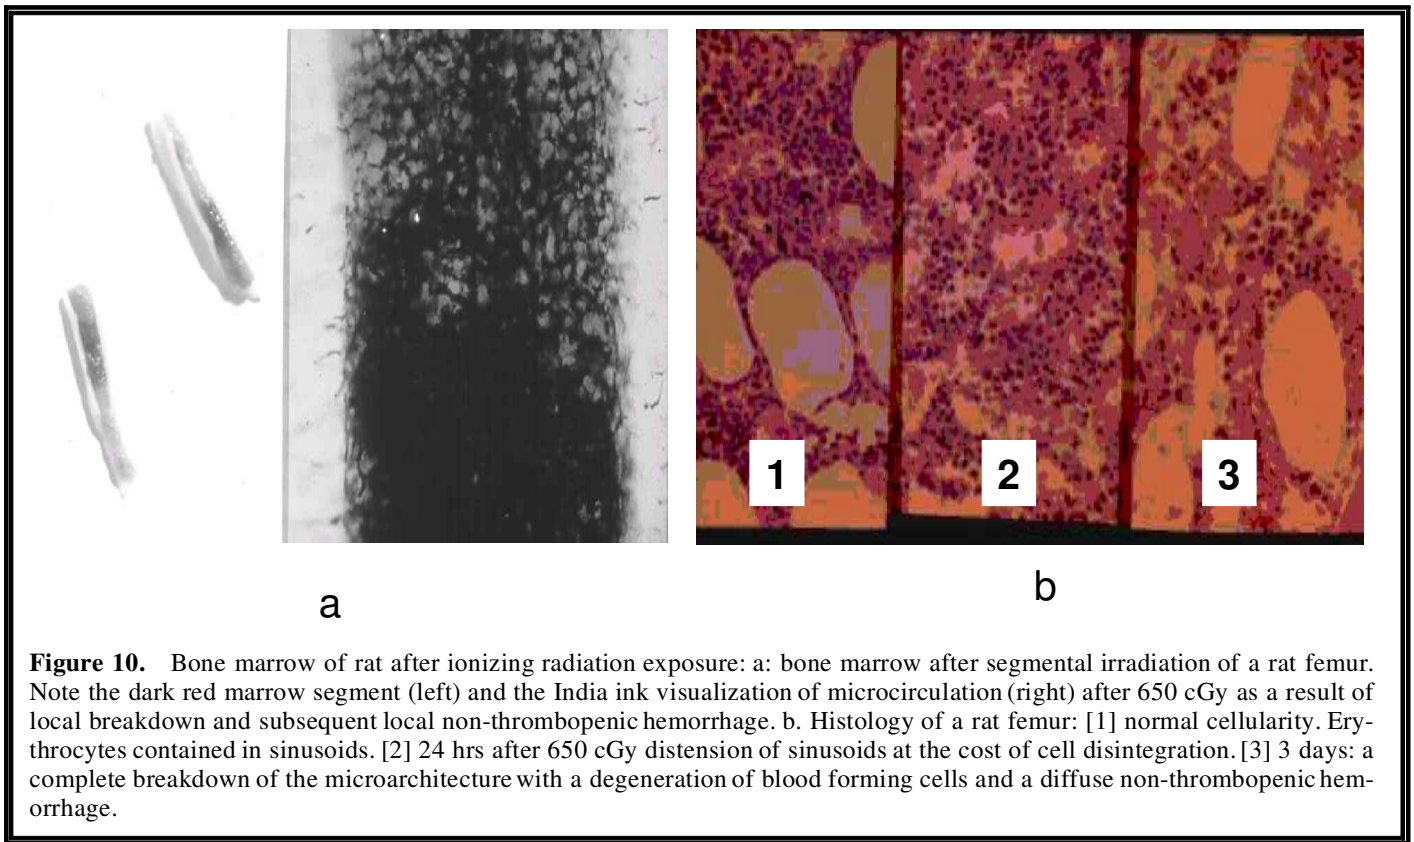 1
2
3
a
b
Figure 10. Bone marrow of rat after ionizing radiation exposure: a: bone marrow after segmental irradiation of a rat femur.
Note the dark red marrow segment (left) and the India ink visualization of microcirculation (right) after 650 cGy as a result of
local breakdown and subsequent local non-thrombopenic hemorrhage. b. Histology of a rat femur: [1] normal cellularity. Ery-
throcytes contained in sinusoids. [2] 24 hrs after 650 cGy distension of sinusoids at the cost of cell disintegration. [3] 3 days: a
complete breakdown of the microarchitecture with a degeneration of blood forming cells and a diffuse non-thrombopenic hem-
orrhage.